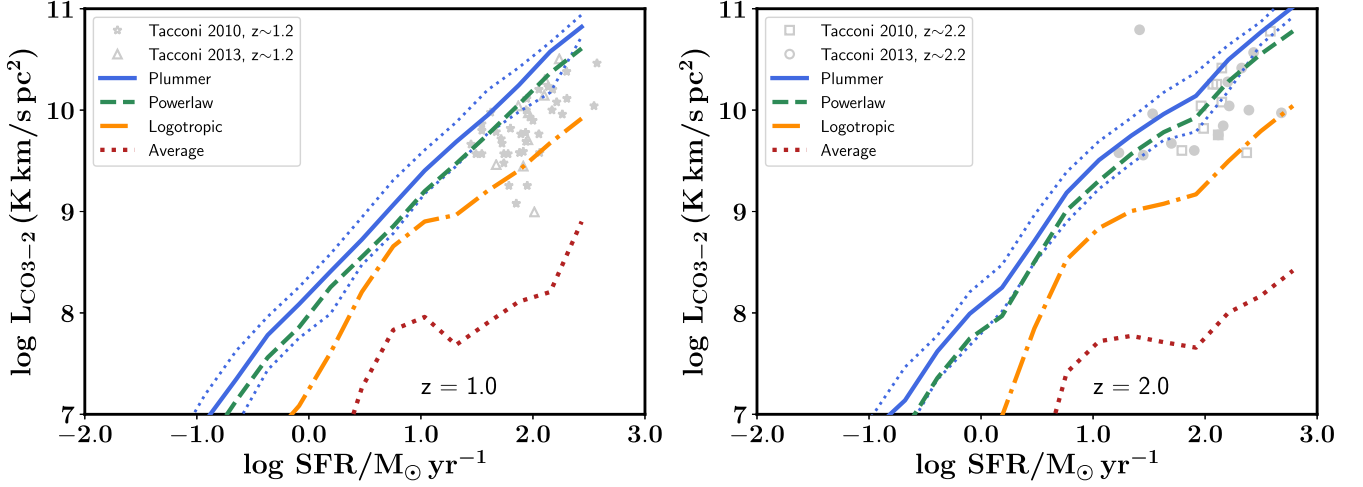 11
10
9
8
7
log L_CO3−2 (K km/s pc²)
Tacconi 2010, z∼1.2
Tacconi 2013, z∼1.2
Plummer
Powerlaw
Logotropic
Average
z = 1.0
−2.0 −1.0 0.0 1.0 2.0 3.0
log SFR/M_⊙ yr⁻¹
11
10
9
8
7
log L_CO3−2 (K km/s pc²)
Tacconi 2010, z∼2.2
Tacconi 2013, z∼2.2
Plummer
Powerlaw
Logotropic
Average
z = 2.0
−2.0 −1.0 0.0 1.0 2.0 3.0
log SFR/M_⊙ yr⁻¹